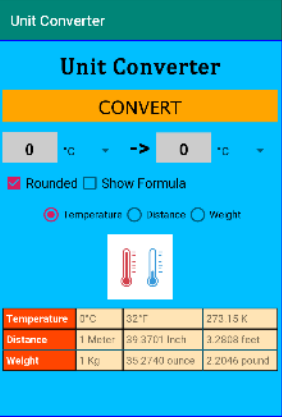 Unit Converter
Unit Converter
CONVERT
0 °C -> 0 °C
Rounded Show Formula
Temperature Distance Weight
Temperature 0°C 32°F 273.15 K
Distance 1 Meter 39.3701 Inch 3.2808 feet
Weight 1 Kg 35.2740 ounce 2.2046 pound